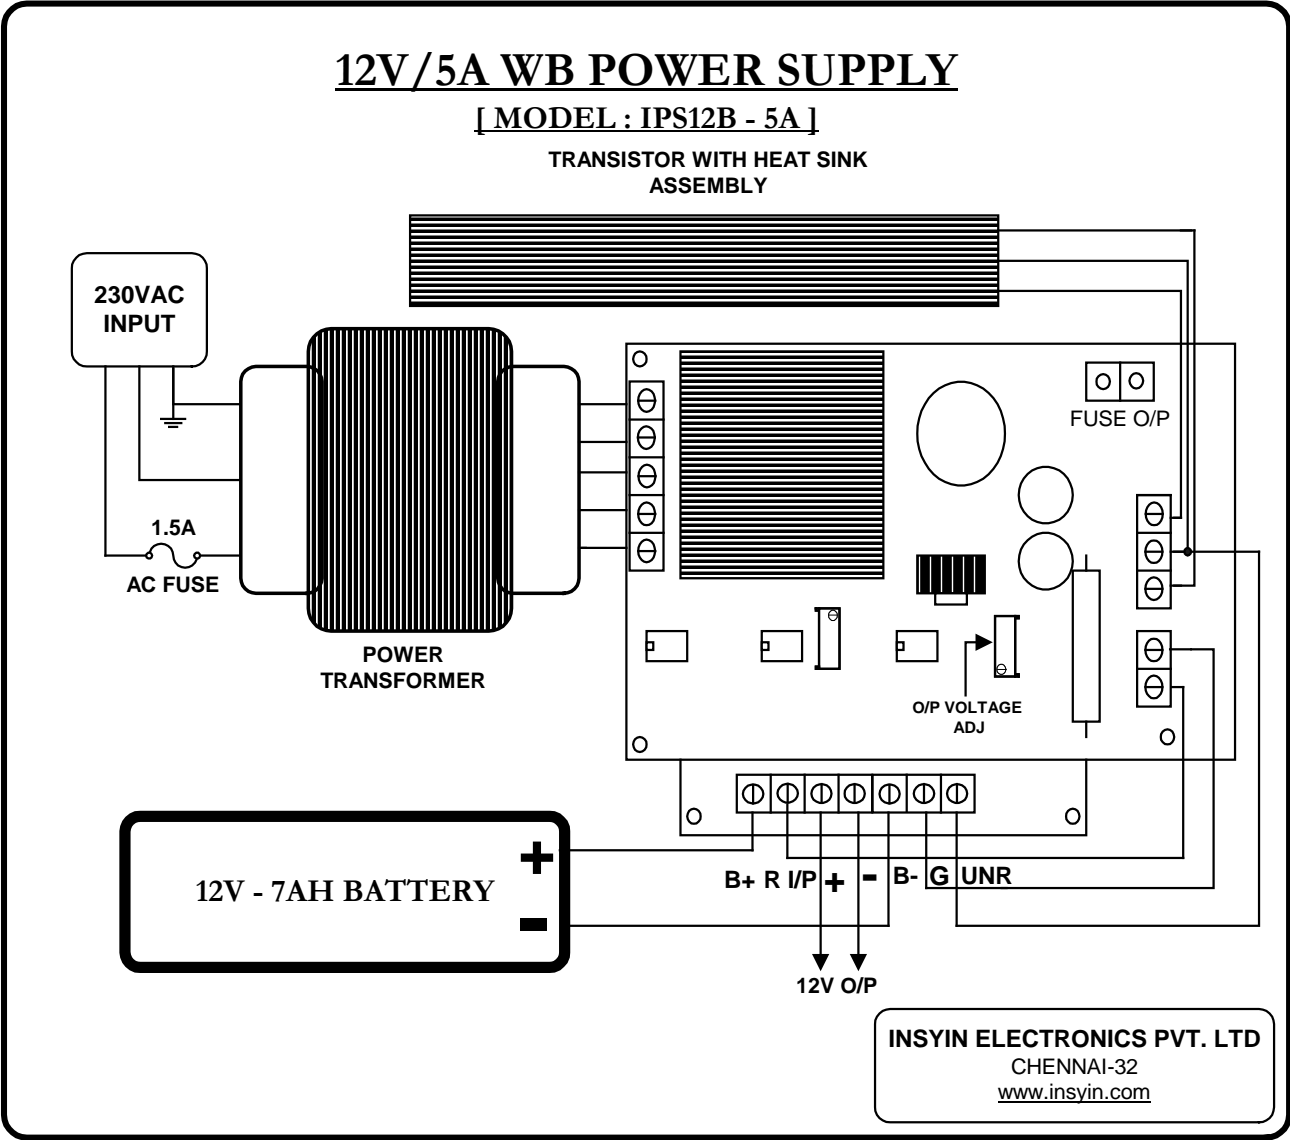 12V/5A WB POWER SUPPLY
[ MODEL : IPS12B - 5A ]
TRANSISTOR WITH HEAT SINK
ASSEMBLY
230VAC
INPUT
FUSE O/P
1.5A
AC FUSE
POWER
TRANSFORMER
O/P VOLTAGE
ADJ
12V - 7AH BATTERY
+
-
B+ R I/P + - B- G UNR
12V O/P
INSYIN ELECTRONICS PVT. LTD
CHENNAI-32
www.insyin.com